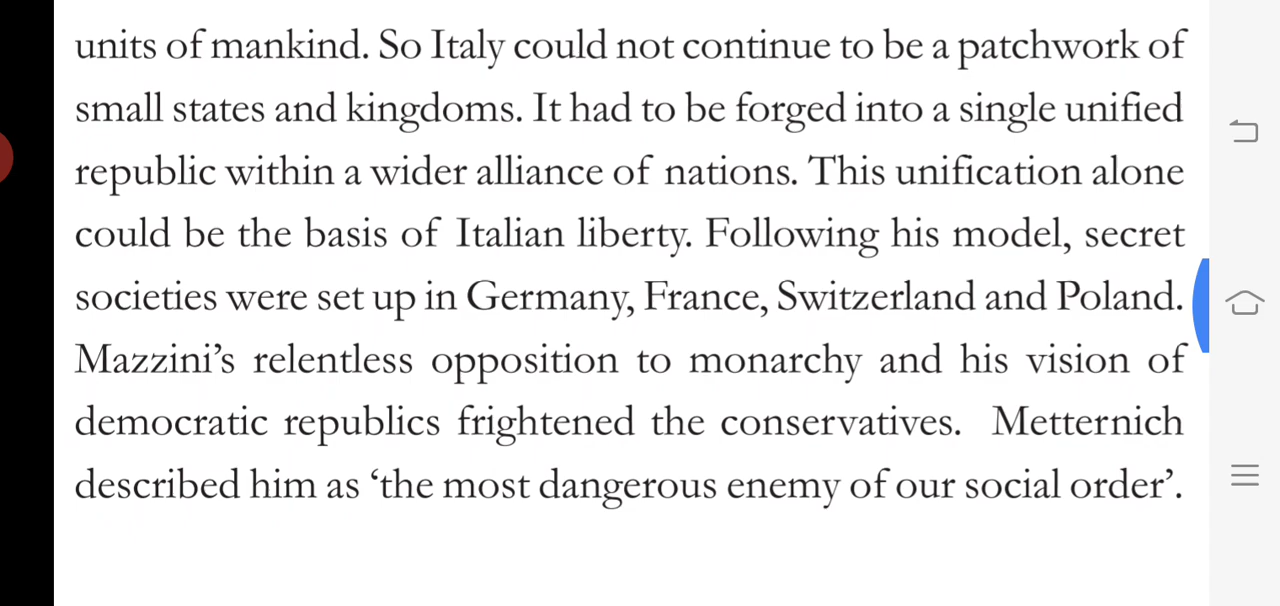 units of mankind. So Italy could not continue to be a patchwork of
small states and kingdoms. It had to be forged into a single unified
republic within a wider alliance of nations. This unification alone
could be the basis of Italian liberty. Following his model, secret
societies were set up in Germany, France, Switzerland and Poland.
Mazzini’s relentless opposition to monarchy and his vision of
democratic republics frightened the conservatives. Metternich
described him as ‘the most dangerous enemy of our social order’.